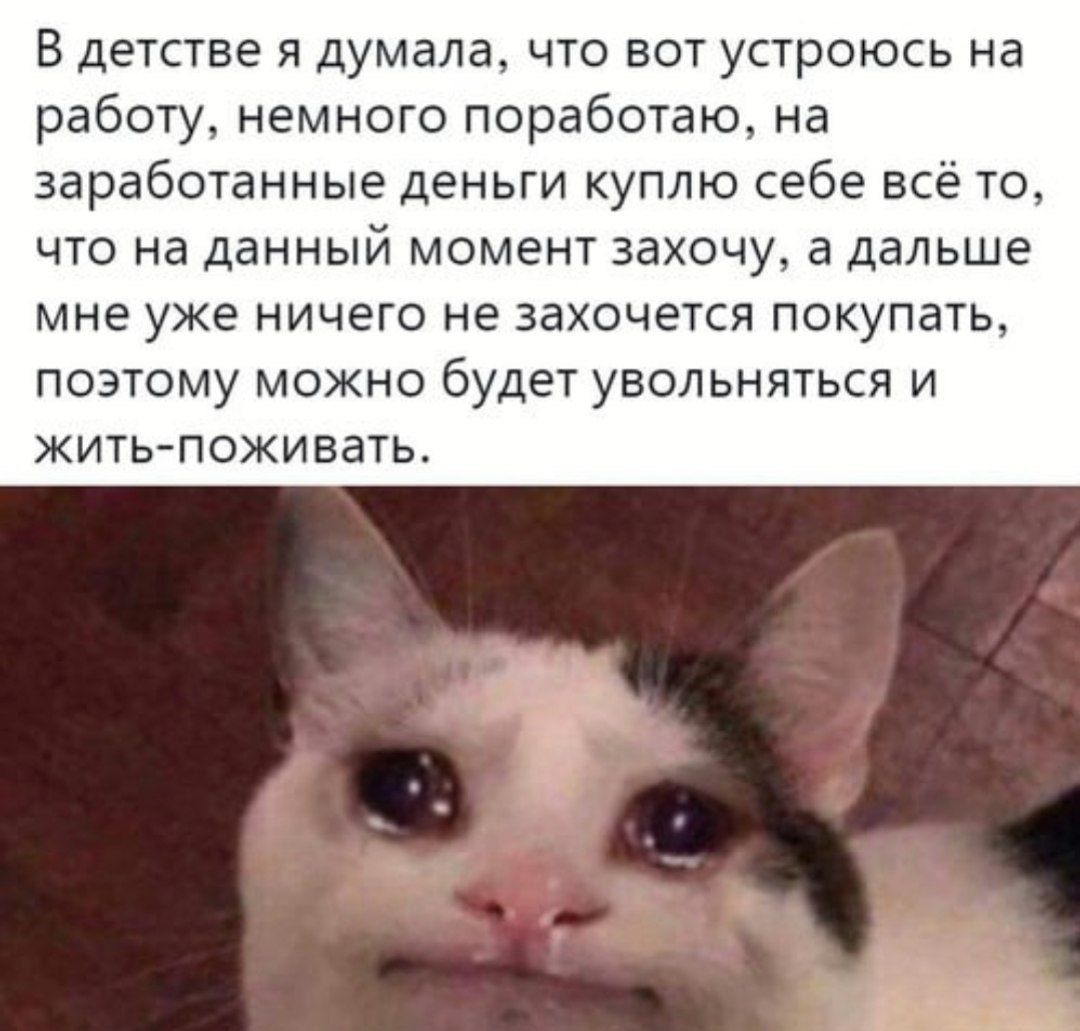 В детстве я думала, что вот устроюсь на
работу, немного поработаю, на
заработанные деньги куплю себе всё то,
что на данный момент захочу, а дальше
мне уже ничего не захочется покупать,
поэтому можно будет увольняться и
жить-поживать.